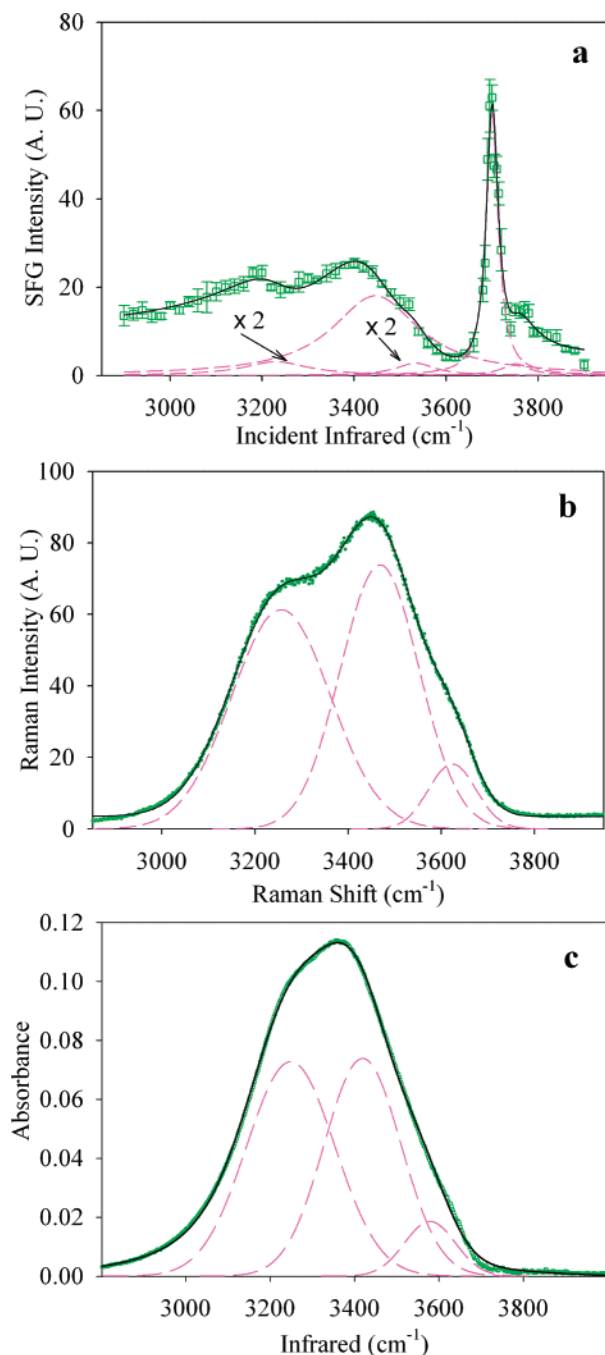 a
80
60
40
20
0
SFG Intensity (A. U.)
x 2
x 2
3000 3200 3400 3600 3800
Incident Infrared (cm⁻¹)
b
100
80
60
40
20
0
Raman Intensity (A. U.)
3000 3200 3400 3600 3800
Raman Shift (cm⁻¹)
c
0.12
0.10
0.08
0.06
0.04
0.02
0.00
Absorbance
3000 3200 3400 3600 3800
Infrared (cm⁻¹)